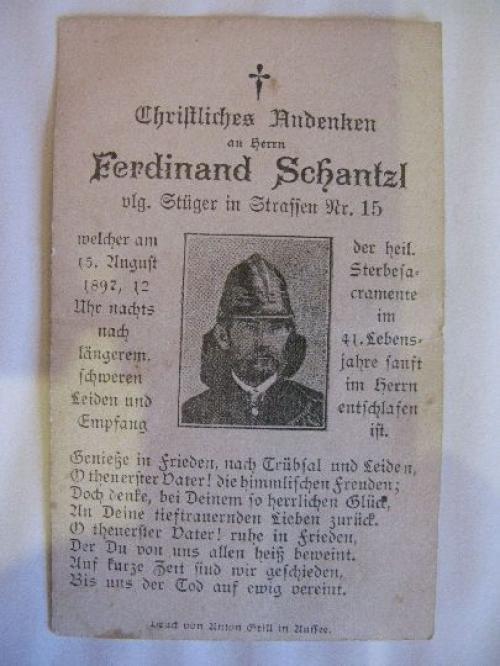 Christliches Andenken
an Herrn
Ferdinand Schantzl
vlg. Stüger in Strassen Nr. 15
welcher am
15. August
1897, 12
Uhr nachts
nach
längerem,
schweren
Leiden und
Empfang
der heil.
Sterbesa-
cramente
im
41. Lebens-
jahre sanft
im Herrn
entschlafen
ist.
Genieße in Frieden, nach Trübsal und Leiden,
O theuerster Vater! die himmlischen Freuden;
Doch denke, bei Deinem so herrlichen Glück,
An Deine tieftrauernden Lieben zurück.
O theuerster Vater! ruhe in Frieden,
Der Du von uns allen heiß beweint.
Auf kurze Zeit sind wir geschieden,
Bis uns der Tod auf ewig vereint.
Druck von Anton Grill in Aussee.